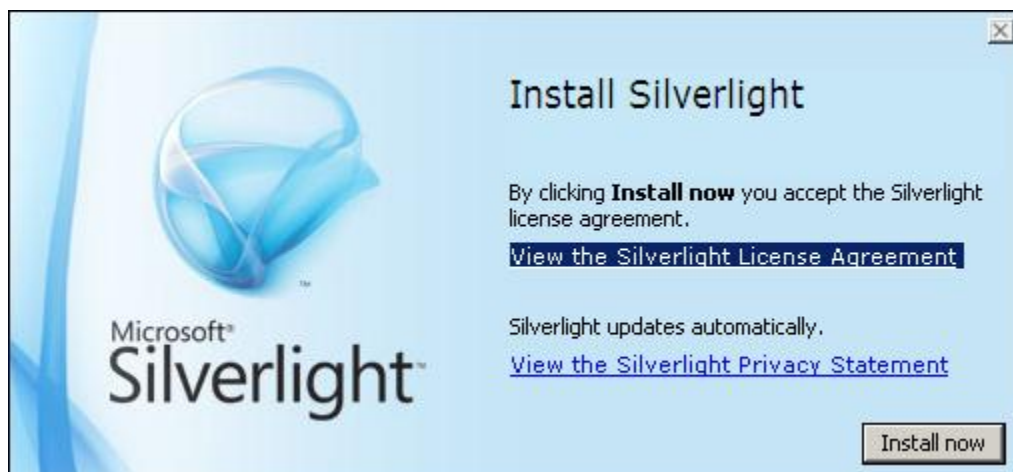 Install Silverlight
By clicking Install now you accept the Silverlight
license agreement.
View the Silverlight License Agreement
Silverlight updates automatically.
View the Silverlight Privacy Statement
Install now
™
Microsoft®
Silverlight™